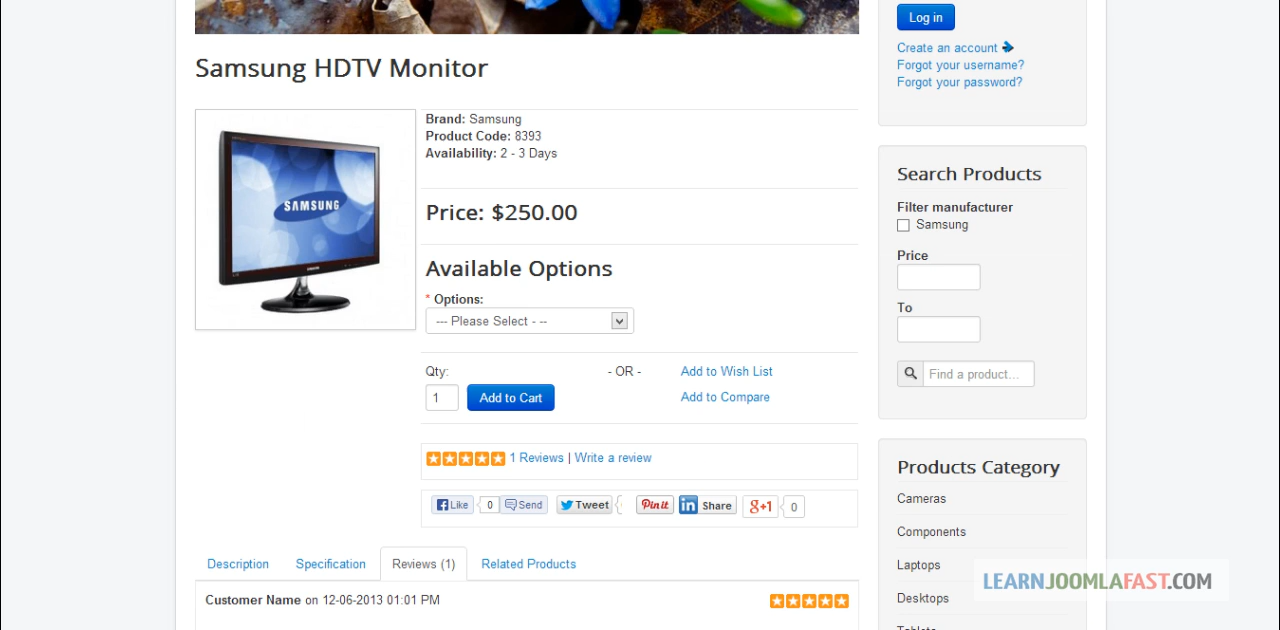 Samsung HDTV Monitor
SAMSUNG
Brand: Samsung
Product Code: 8393
Availability: 2 - 3 Days
Price: $250.00
Available Options
* Options:
--- Please Select - --
Qty:
- OR -
Add to Wish List
1
Add to Cart
Add to Compare
1 Reviews | Write a review
Like 0 Send Tweet Pin it in Share g+1 0
Description Specification Reviews (1) Related Products
Customer Name on 12-06-2013 01:01 PM
Log in
Create an account
Forgot your username?
Forgot your password?
Search Products
Filter manufacturer
Samsung
Price
To
Find a product...
Products Category
Cameras
Components
Laptops
Desktops
LEARNJOOMLAFAST.COM